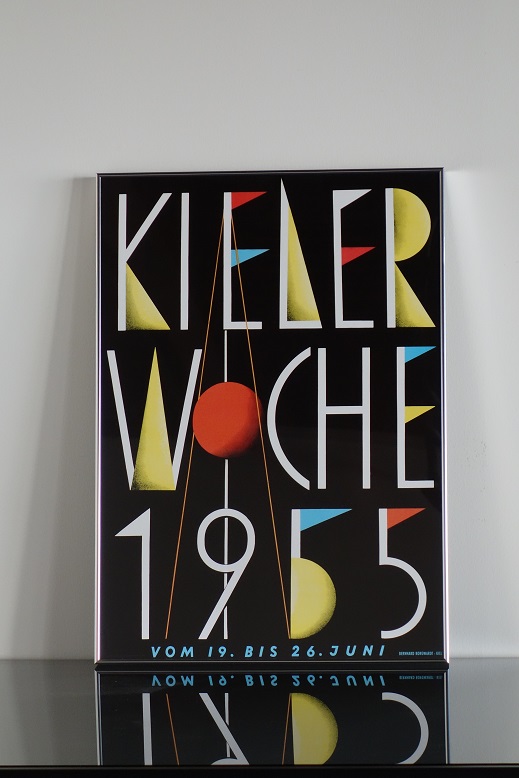 KIELER
WOCHE
1955
VOM 19. BIS 26. JUNI